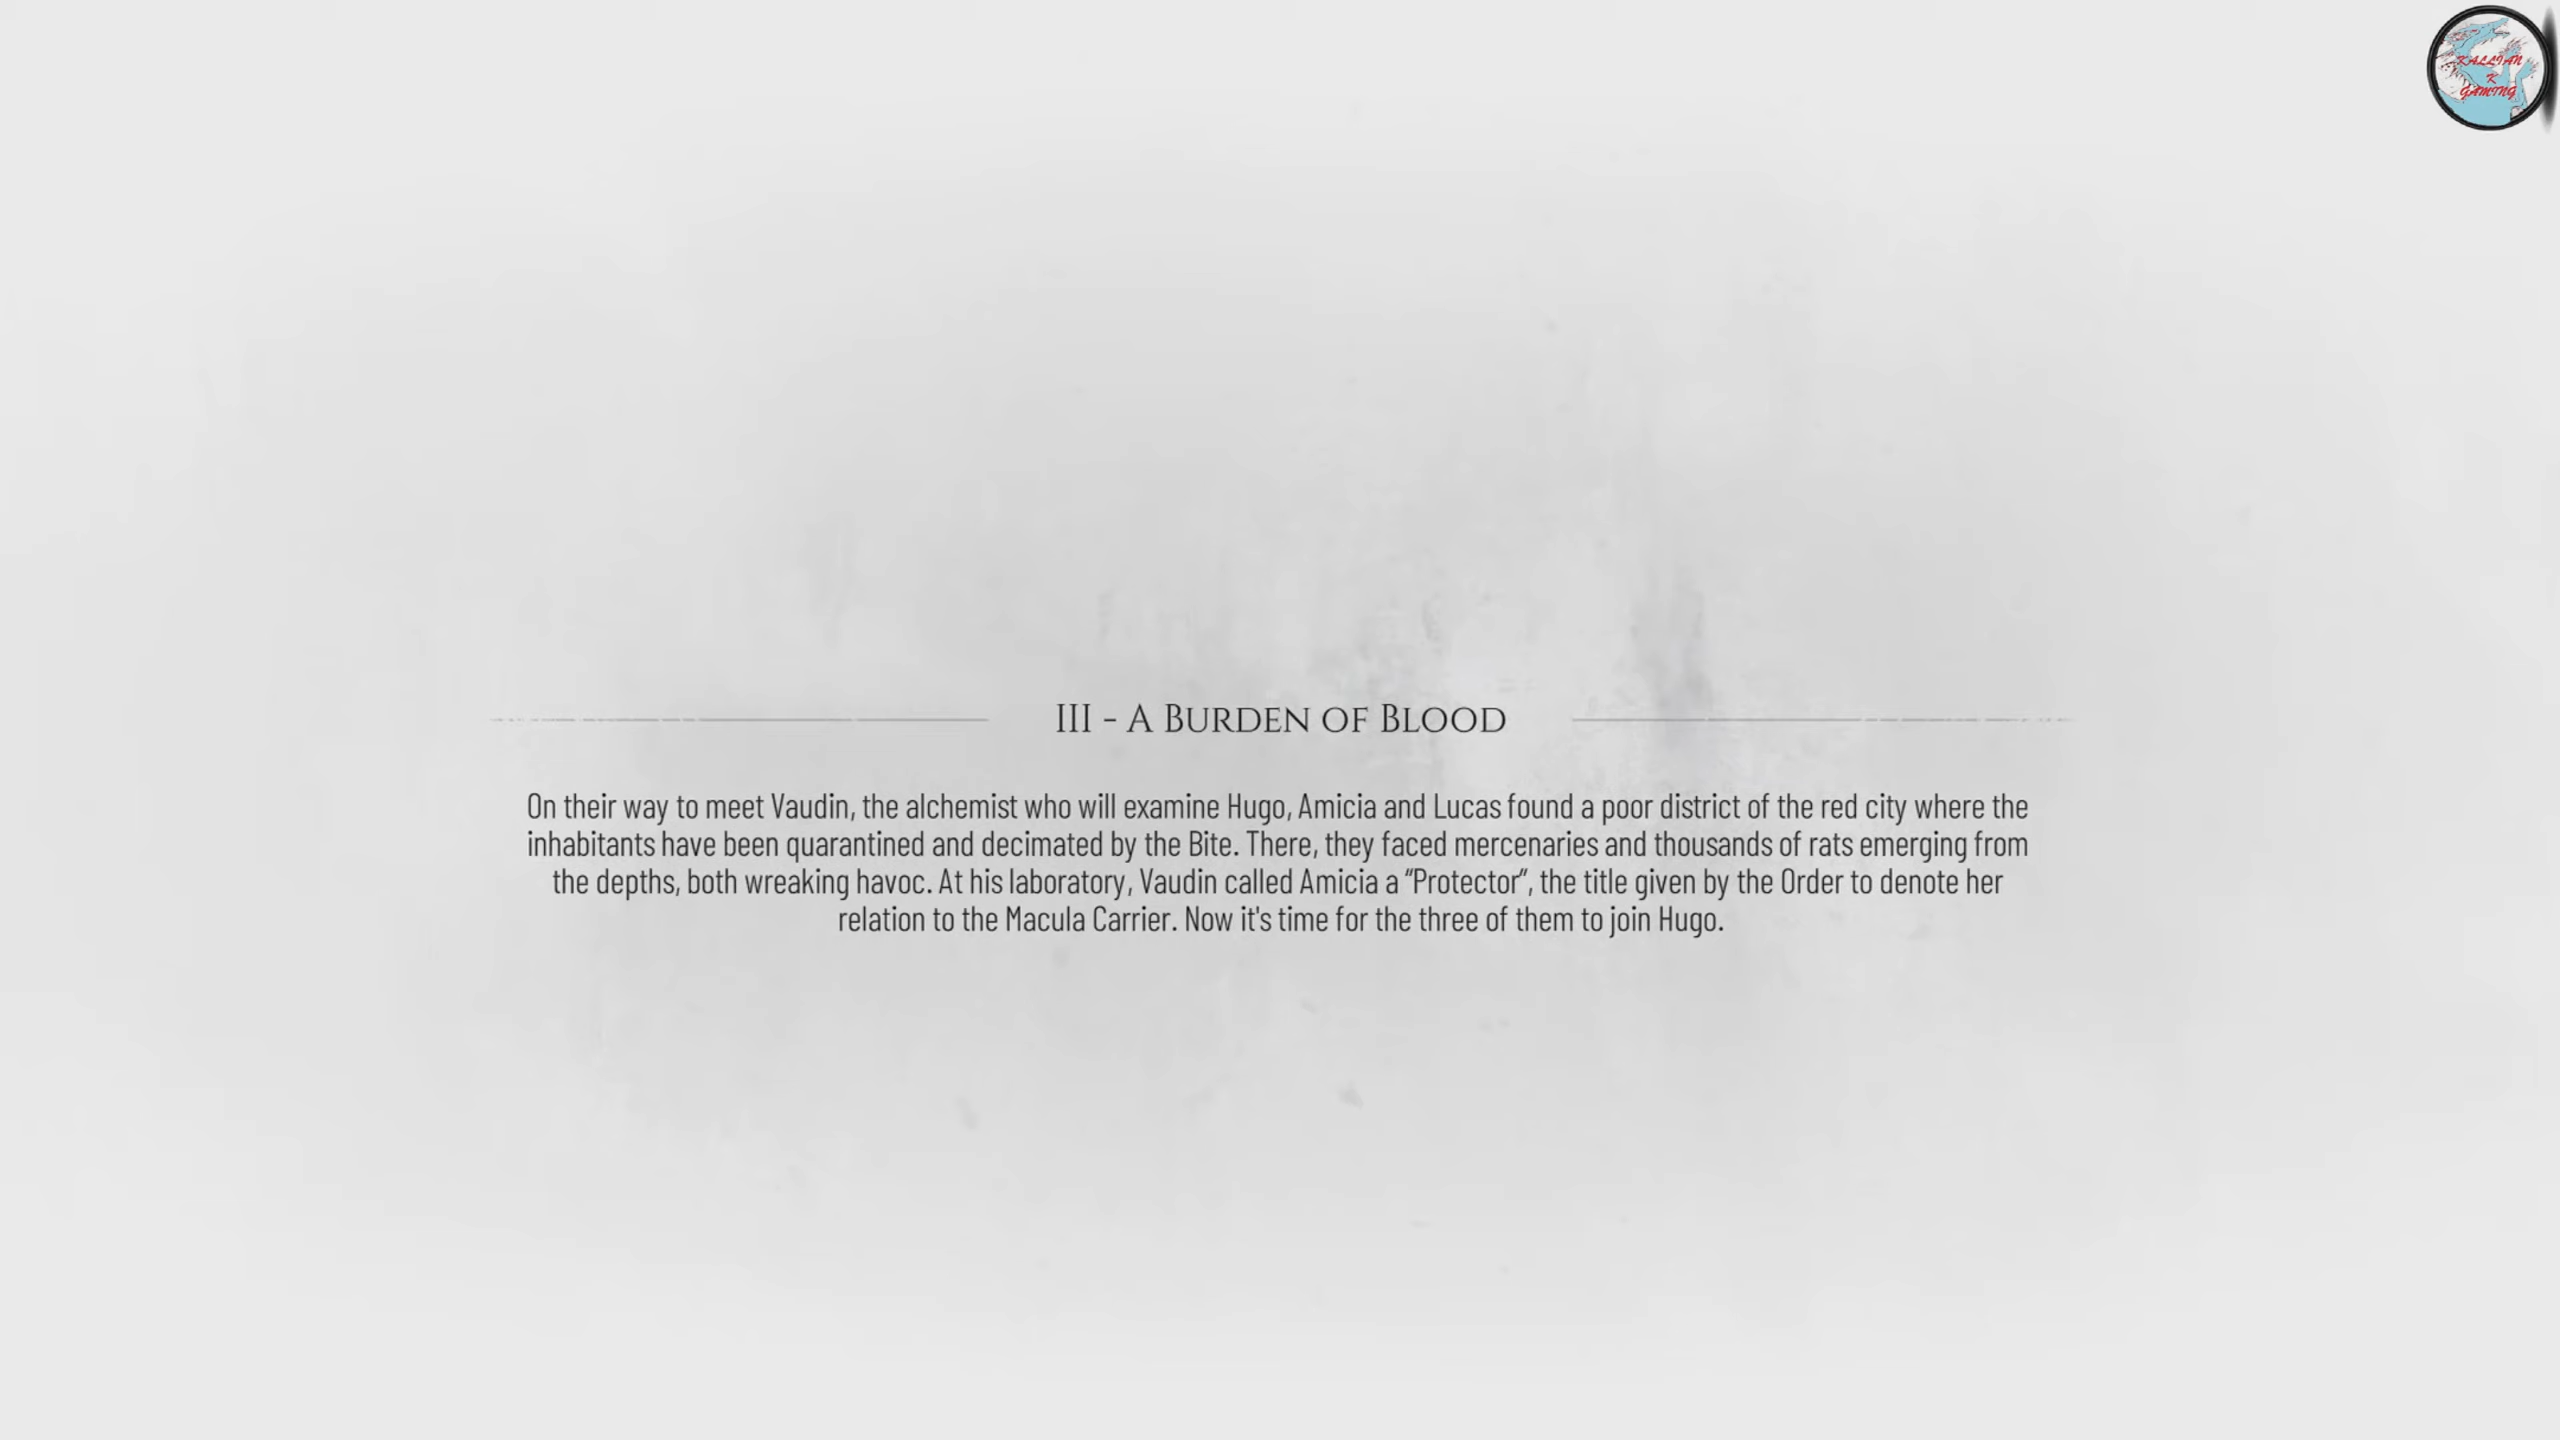 KALLIAN
K
GAMING
III - A BURDEN OF BLOOD
On their way to meet Vaudin, the alchemist who will examine Hugo, Amicia and Lucas found a poor district of the red city where the
inhabitants have been quarantined and decimated by the Bite. There, they faced mercenaries and thousands of rats emerging from
the depths, both wreaking havoc. At his laboratory, Vaudin called Amicia a “Protector”, the title given by the Order to denote her
relation to the Macula Carrier. Now it's time for the three of them to join Hugo.